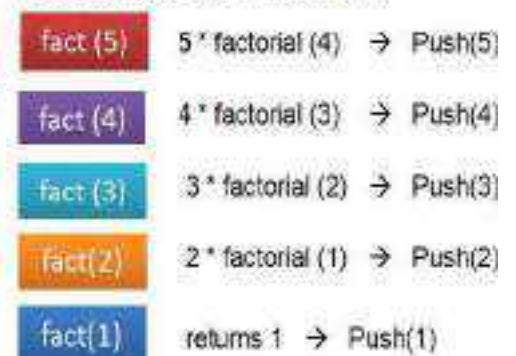 fact (5) 5 * factorial (4) → Push(5)
fact (4) 4 * factorial (3) → Push(4)
fact (3) 3 * factorial (2) → Push(3)
fact(2) 2 * factorial (1) → Push(2)
fact(1) returns 1 → Push(1)